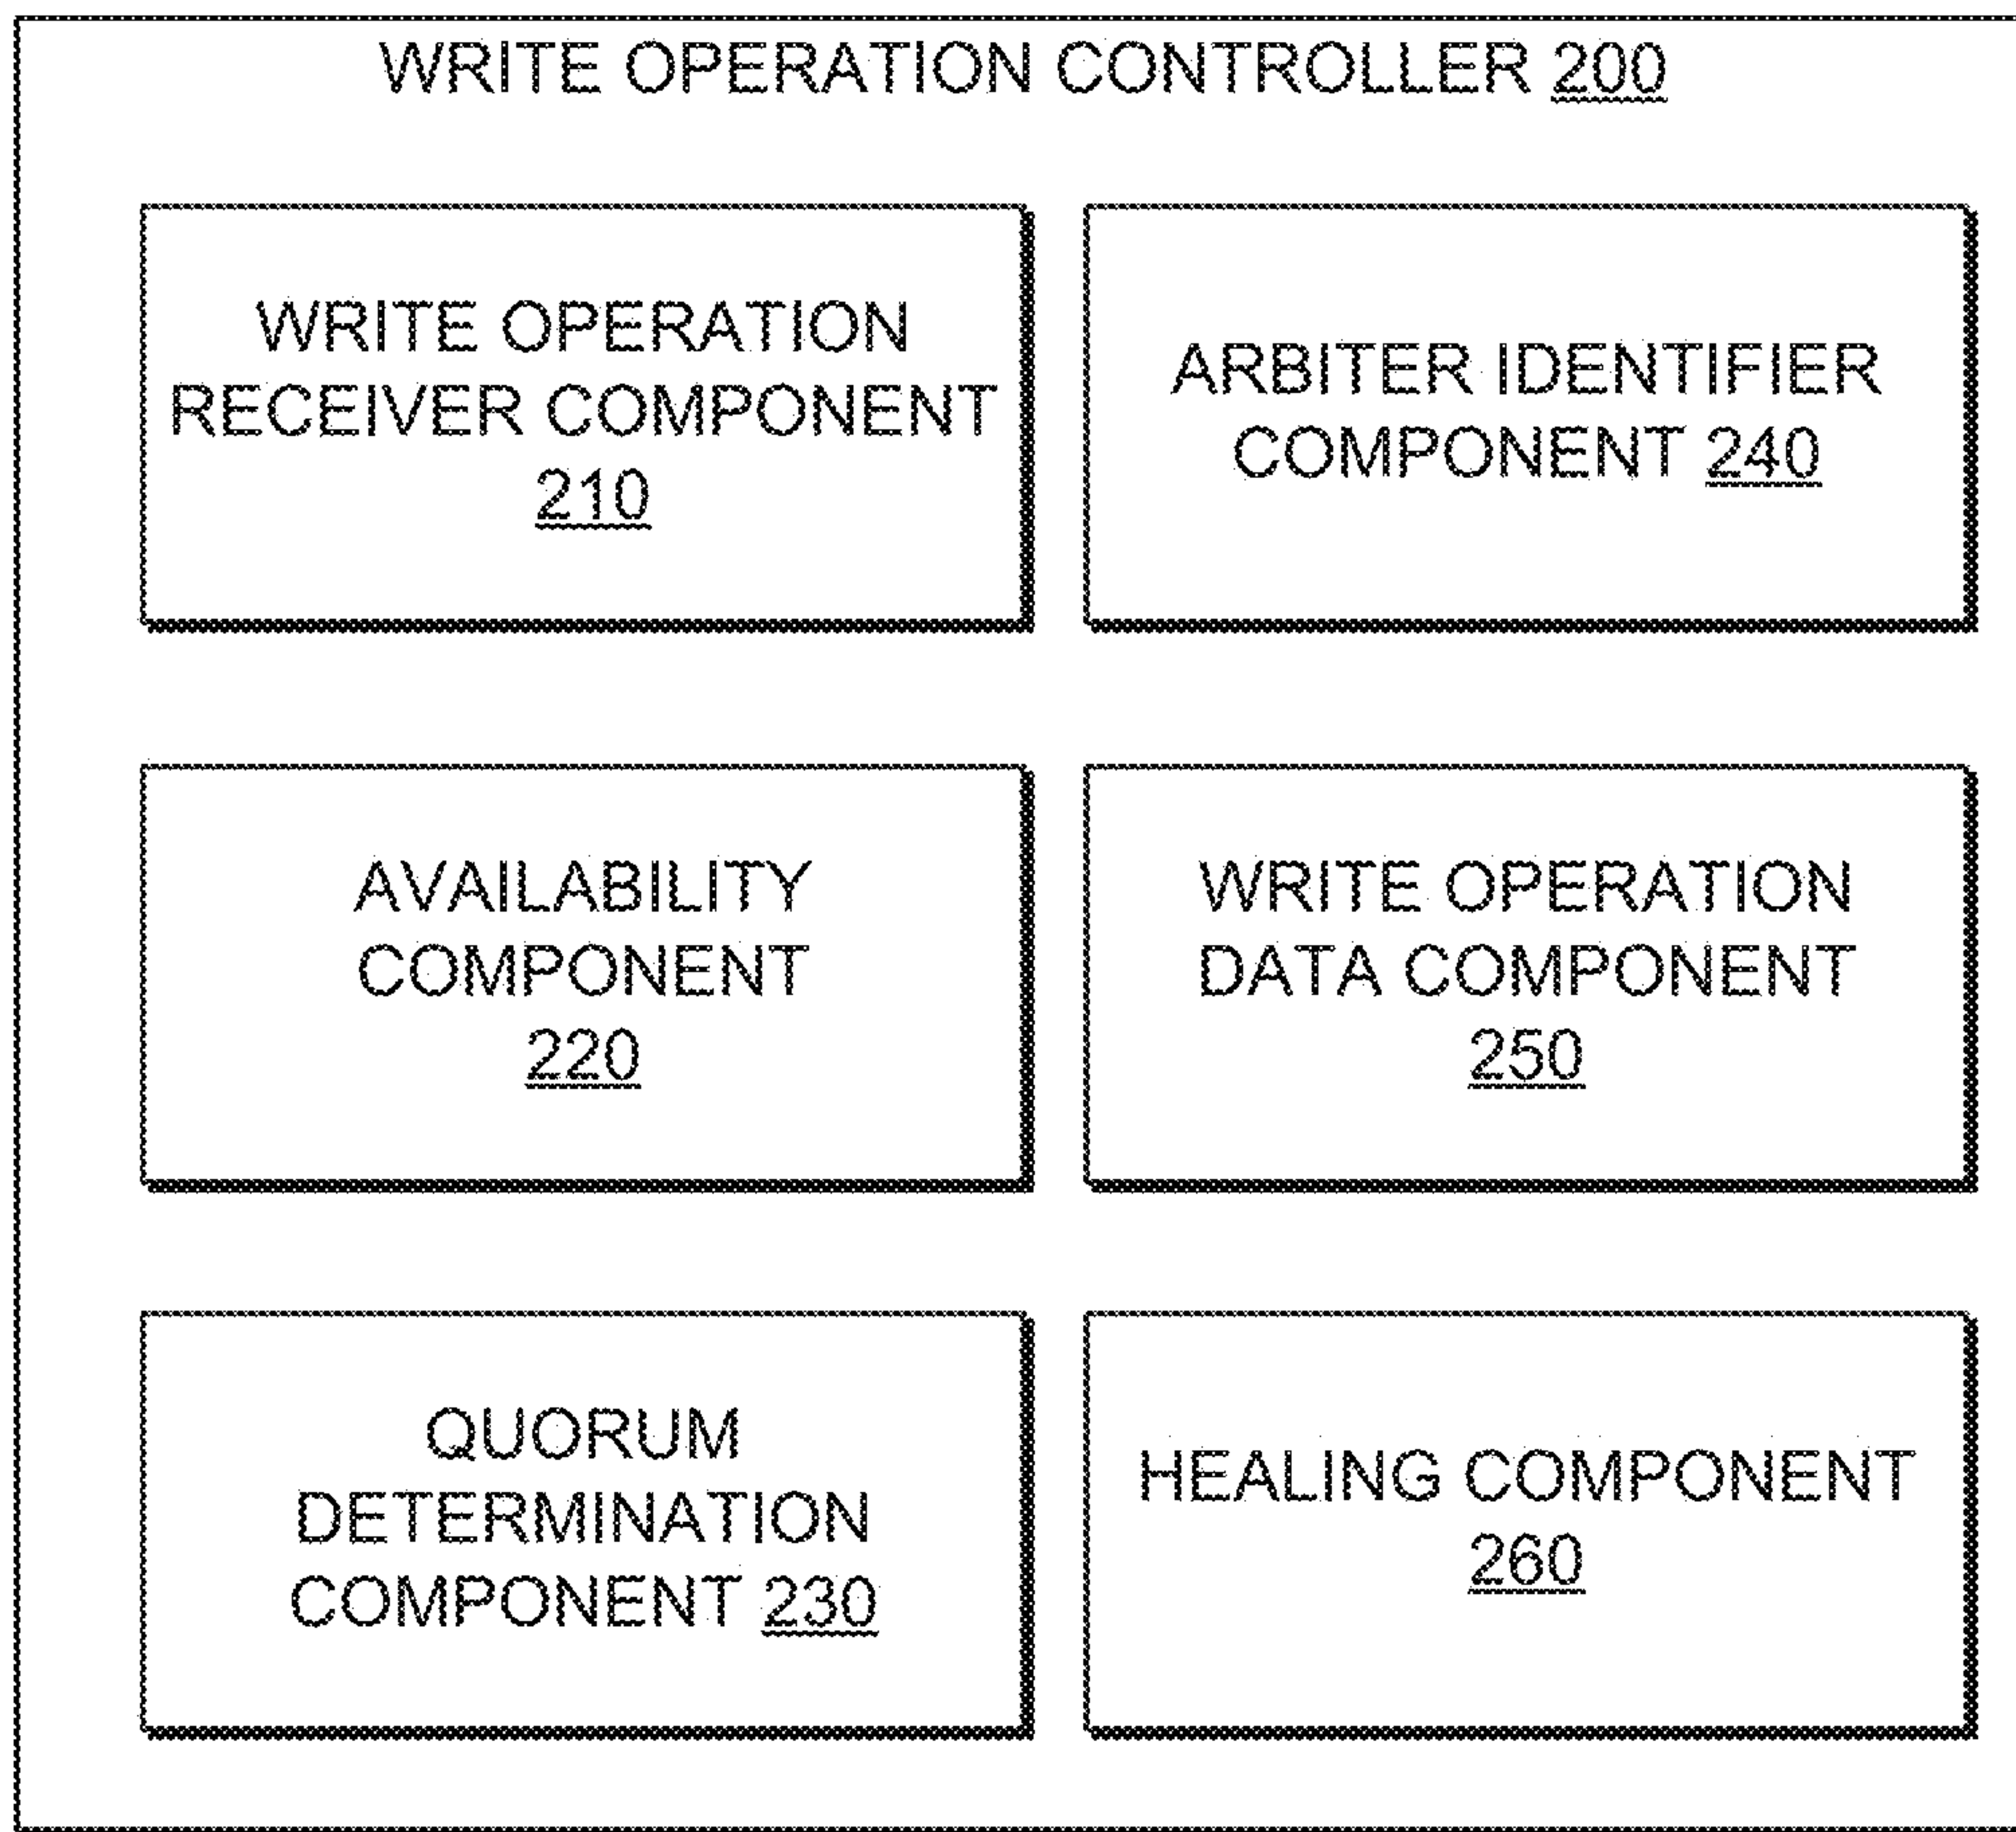 WRITE OPERATION CONTROLLER 200
WRITE OPERATION
RECEIVER COMPONENT
210
ARBITER IDENTIFIER
COMPONENT 240
AVAILABILITY
COMPONENT
220
WRITE OPERATION
DATA COMPONENT
250
QUORUM
DETERMINATION
COMPONENT 230
HEALING COMPONENT
260